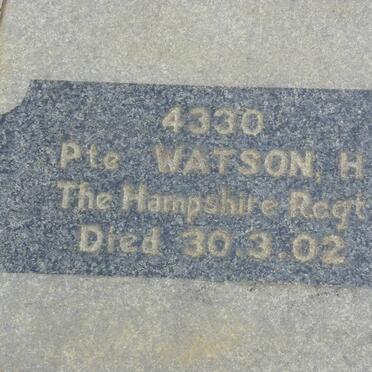 4330
Pte WATSON, H
The Hampshire Regt
Died 30.3.02